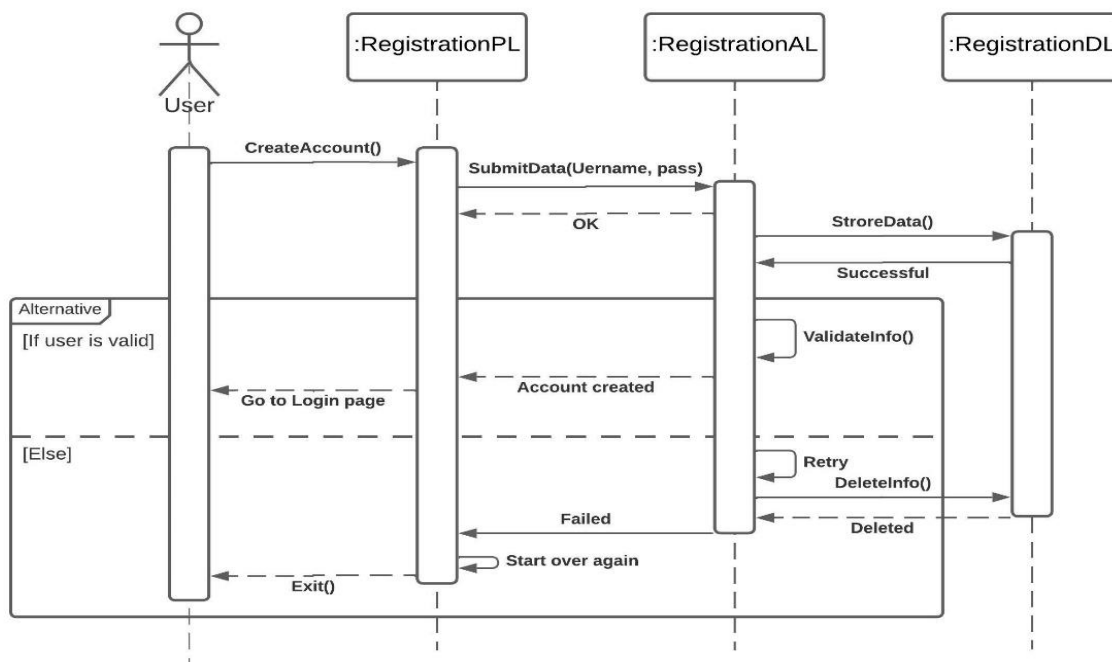 :RegistrationPL
:RegistrationAL
:RegistrationDL
User
CreateAccount()
SubmitData(Uername, pass)
OK
StroreData()
Successful
Alternative
[If user is valid]
ValidateInfo()
Account created
Go to Login page
[Else]
Retry
DeleteInfo()
Failed
Deleted
Start over again
Exit()